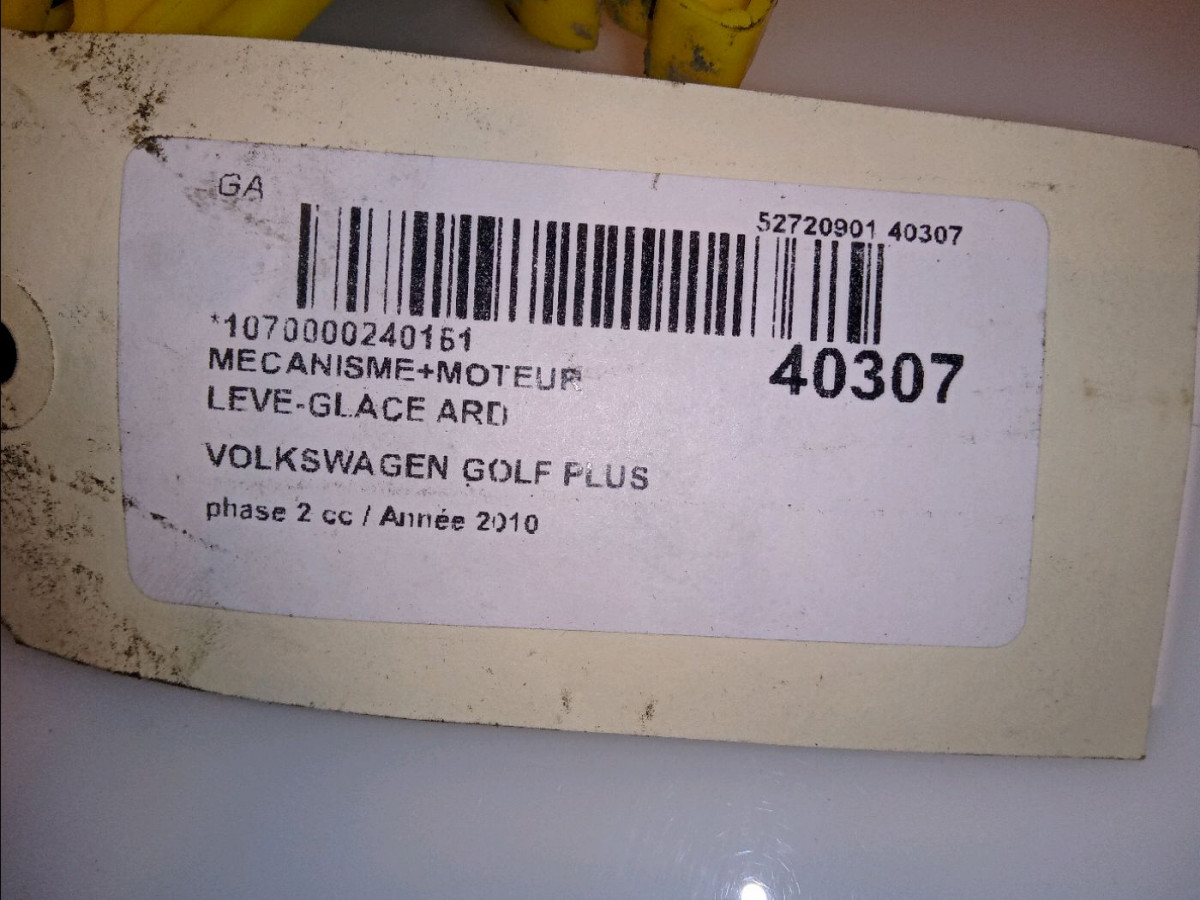 GA
52720901 40307
*1070000240161
40307
MECANISME+MOTEUR
LEVE-GLACE ARD
VOLKSWAGEN GOLF PLUS
phase 2 cc / Année 2010